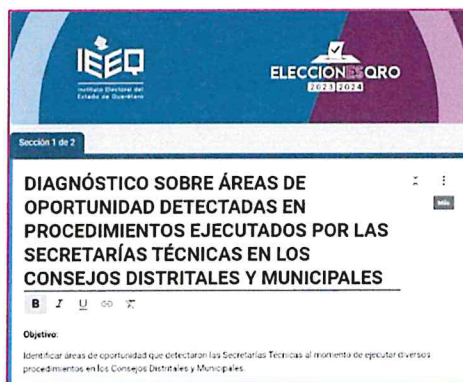 IEEQ
Instituto Electoral del
Estado de Querétaro
ELECCIONESQRO
2023 2024
Sección 1 de 2
DIAGNÓSTICO SOBRE ÁREAS DE
OPORTUNIDAD DETECTADAS EN
PROCEDIMIENTOS EJECUTADOS POR LAS
SECRETARÍAS TÉCNICAS EN LOS
CONSEJOS DISTRITALES Y MUNICIPALES
Más
B I U
Objetivo:
Identificar áreas de oportunidad que detectaron las Secretarías Técnicas al momento de ejecutar diversos
procedimientos en los Consejos Distritales y Municipales.